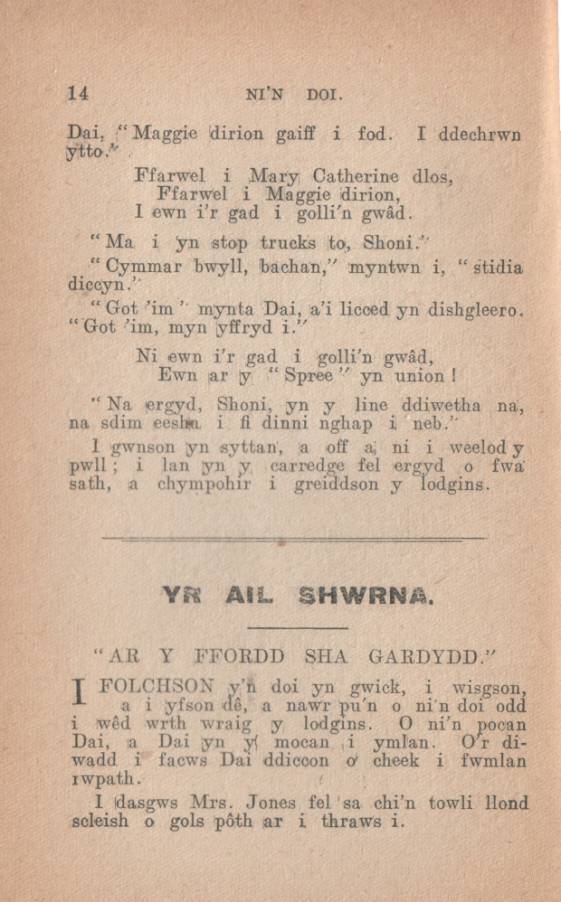 14 NI'N DOI.
Dai, "Maggie dirion gaiff i fod. I ddechrwn
ytto."
Ffarwel i Mary Catherine dlos,
Ffarwel i Maggie dirion,
I ewn i'r gad i golli'n gwâd.
"Ma i yn stop trucks to, Shoni."
"Cymmar bwyll, bachan," myntwn i, "stidia
diccyn."
"Got 'im" mynta Dai, a'i licced yn dishgleero.
"Got 'im, myn yffryd i."
Ni ewn i'r gad i golli'n gwâd,
Ewn ar y "Spree" yn union!
"Na ergyd, Shoni, yn y line ddiwetha na,
na sdim eesha i fi dinni nghap i neb."
I gwnson yn syttan, a off a ni i weelod y
pwll; i lan yn y carredge fel ergyd o fwa
sath, a chympohir i greiddson y lodgins.
YR AIL SHWRNA.
"AR Y FFORDD SHA GARDYDD."
I FOLCHSON y'n doi yn gwick, i wisgson,
a i yfson dê, a nawr pu'n o ni'n doi odd
i wêd wrth wraig y lodgins. O ni'n pocan
Dai, a Dai yn y mocan i ymlan. O'r di-
wadd i facws Dai ddiccon o' cheek i fwmlan
rwpath.
I dasgws Mrs. Jones fel sa chi'n towli llond
scleish o gols pôth ar i thraws i.